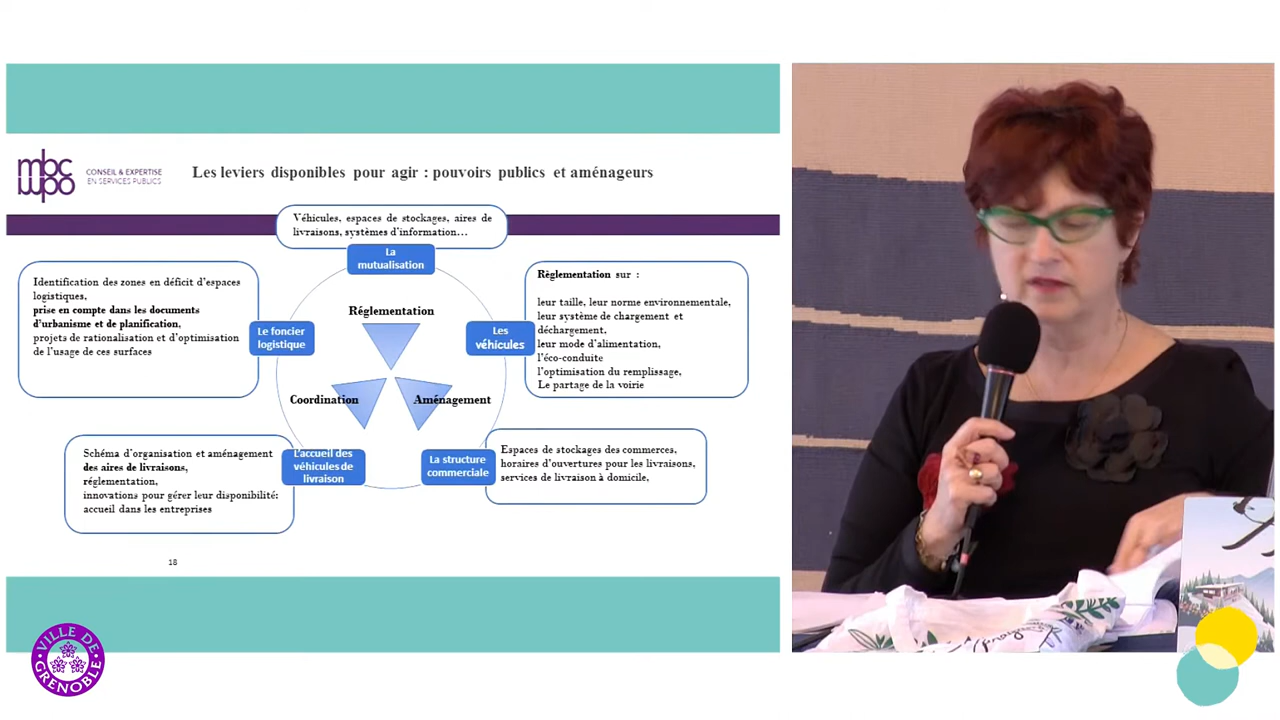 mbc
CONSEIL & EXPERTISE
EN SERVICES PUBLICS
Les leviers disponibles pour agir : pouvoirs publics et aménageurs
Véhicules, espaces de stockages, aires de
livraisons, systèmes d'information...
La
mutualisation
Identification des zones en déficit d'espaces
logistiques,
prise en compte dans les documents
d'urbanisme et de planification,
projets de rationalisation et d'optimisation
de l'usage de ces surfaces
Le foncier
logistique
Réglementation
Les
véhicules
Règlementation sur :
leur taille, leur norme environnementale,
leur système de chargement et
déchargement,
leur mode d'alimentation,
l'éco-conduite
l'optimisation du remplissage,
Le partage de la voirie
Coordination
Aménagement
Schéma d'organisation et aménagement
des aires de livraisons,
réglementation,
innovations pour gérer leur disponibilité:
accueil dans les entreprises
L'accueil des
véhicules de
livraison
La structure
commerciale
Espaces de stockages des commerces,
horaires d'ouvertures pour les livraisons,
services de livraison à domicile,
18
VILLE DE
GRENOBLE